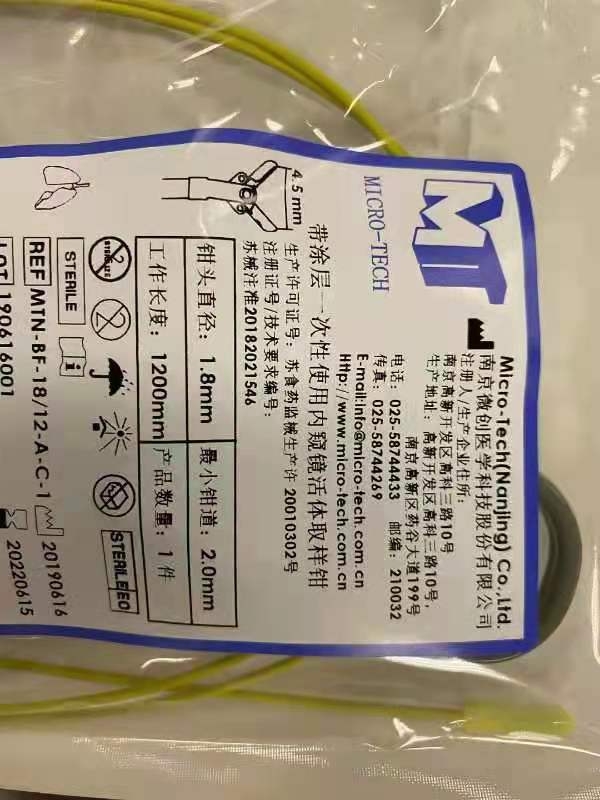 MT
MICRO-TECH
Micro-Tech(Nanjing) Co.,Ltd.
南京微创医学科技股份有限公司
注册人/生产企业住所:
南京高新开发区高科三路10号
生产地址: 高新开发区高科三路10号,
南京高新区药谷大道199号
电话: 025-58744433 邮编: 210032
传真: 025-58744269
E-mail:info@micro-tech.com.cn
Http://www.micro-tech.com.cn
4.5 mm
带涂层一次性使用内窥镜活体取样钳
生产许可证号: 苏食药监械生产许 20010302号
注册证号/技术要求编号:
苏械注准20182021546
钳头直径: 1.8mm 最小钳道: 2.0mm
工作长度: 1200mm 产品数量: 1 件
STERILIZE
2
STERILE
STERILE EO
REF MTN-BF-18/12-A-C-1 20190616
LOT 190616001 20220615